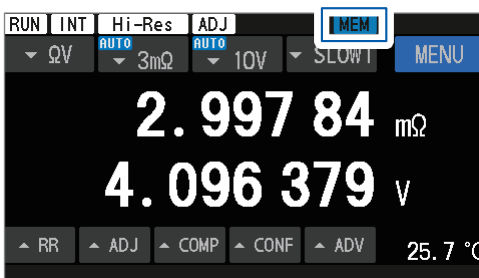 RUN INT Hi-Res ADJ MEM
ΩV AUTO 3mΩ AUTO 10V SLOW1 MENU
2.997 84 mΩ
4.096 379 V
RR ADJ COMP CONF ADV 25.7 °C